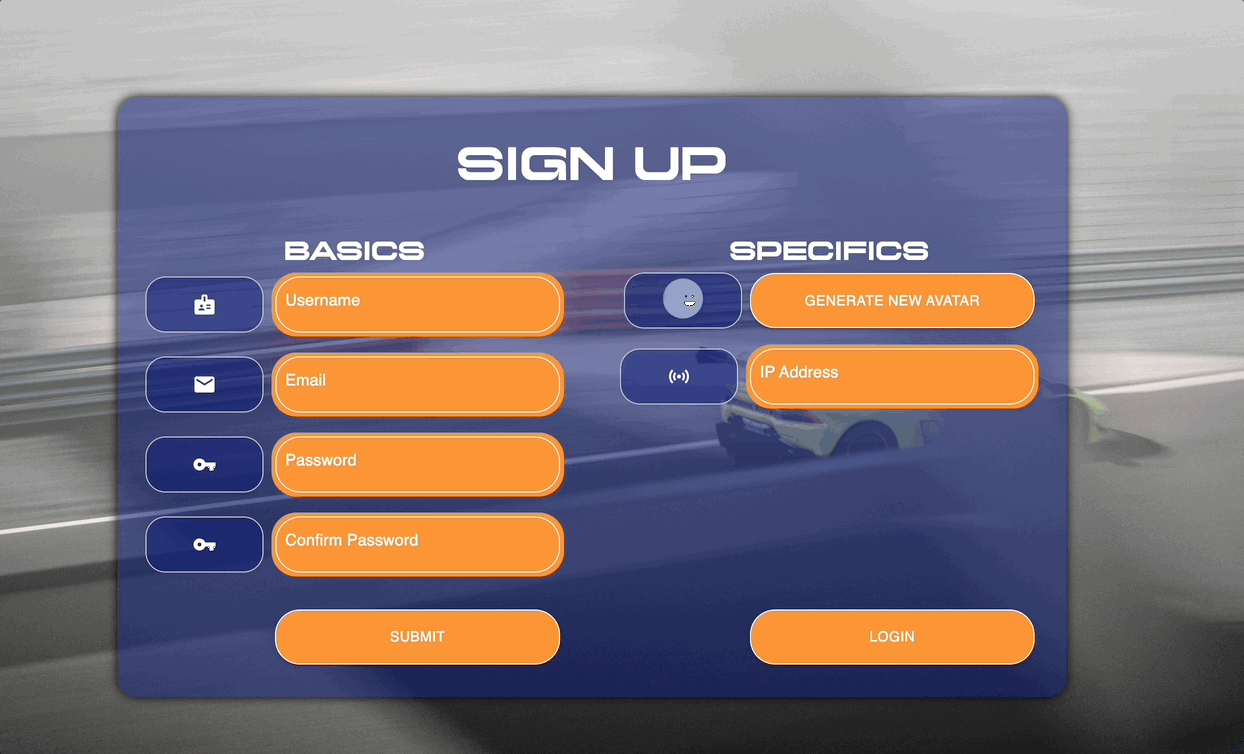 SIGN UP
BASICS
Username
Email
Password
Confirm Password
SUBMIT
SPECIFICS
GENERATE NEW AVATAR
IP Address
LOGIN